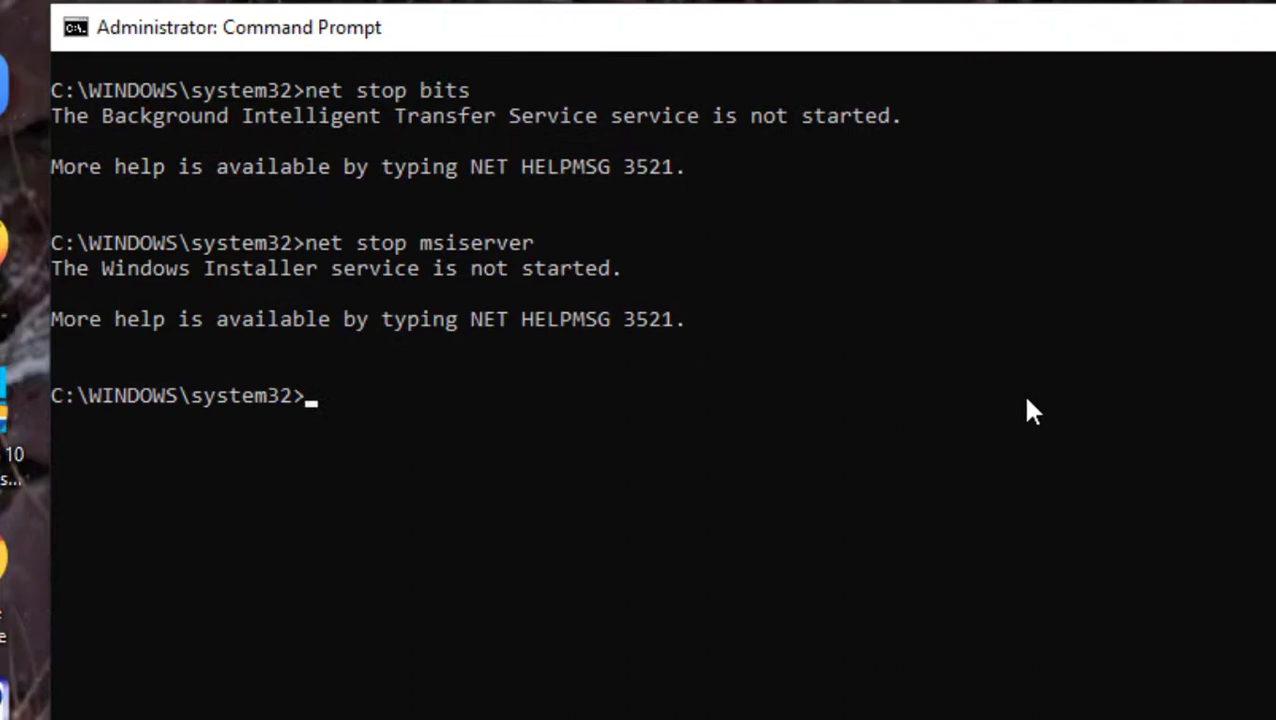 Administrator: Command Prompt
C:\WINDOWS\system32>net stop bits
The Background Intelligent Transfer Service service is not started.
More help is available by typing NET HELPMSG 3521.
C:\WINDOWS\system32>net stop msiserver
The Windows Installer service is not started.
More help is available by typing NET HELPMSG 3521.
C:\WINDOWS\system32>
10
s...
e